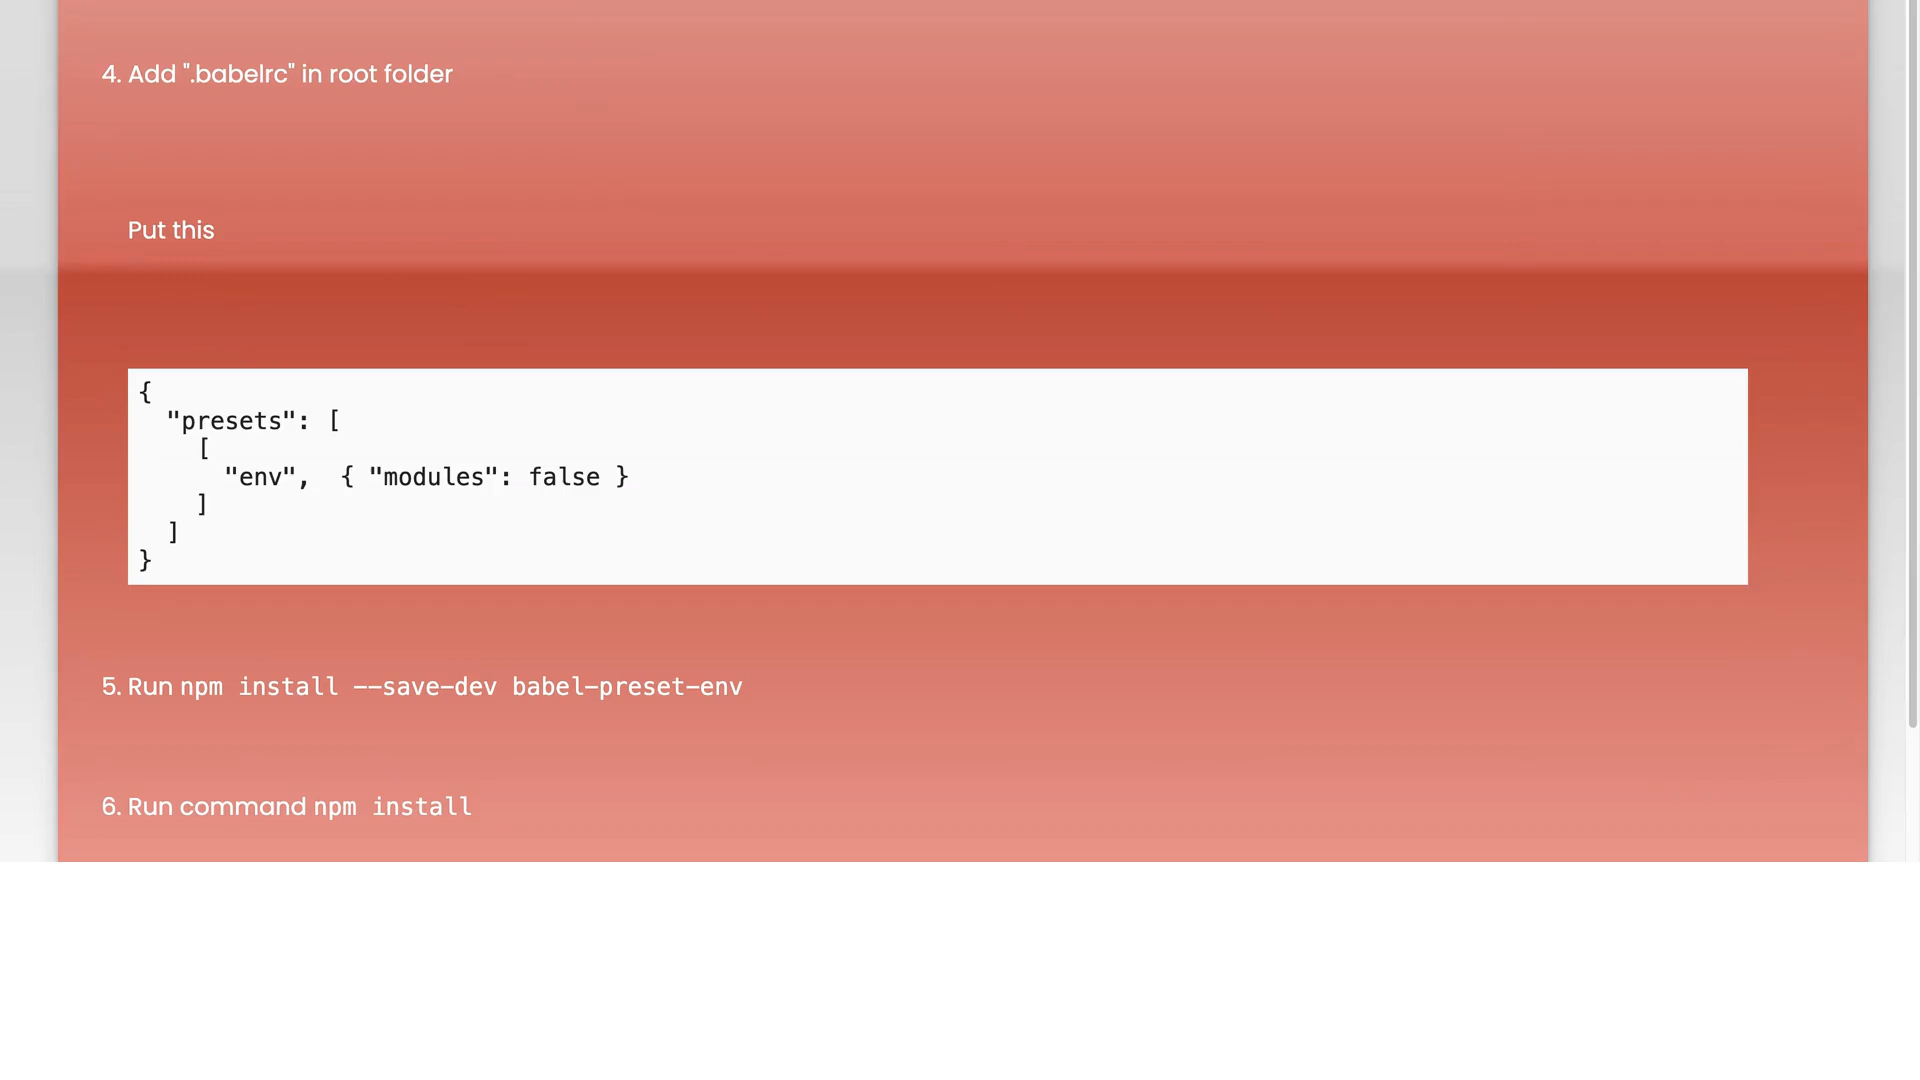 4. Add ".babelrc" in root folder
Put this
{
  "presets": [
    [
      "env",  { "modules": false }
    ]
  ]
}
5. Run npm install --save-dev babel-preset-env
6. Run command npm install